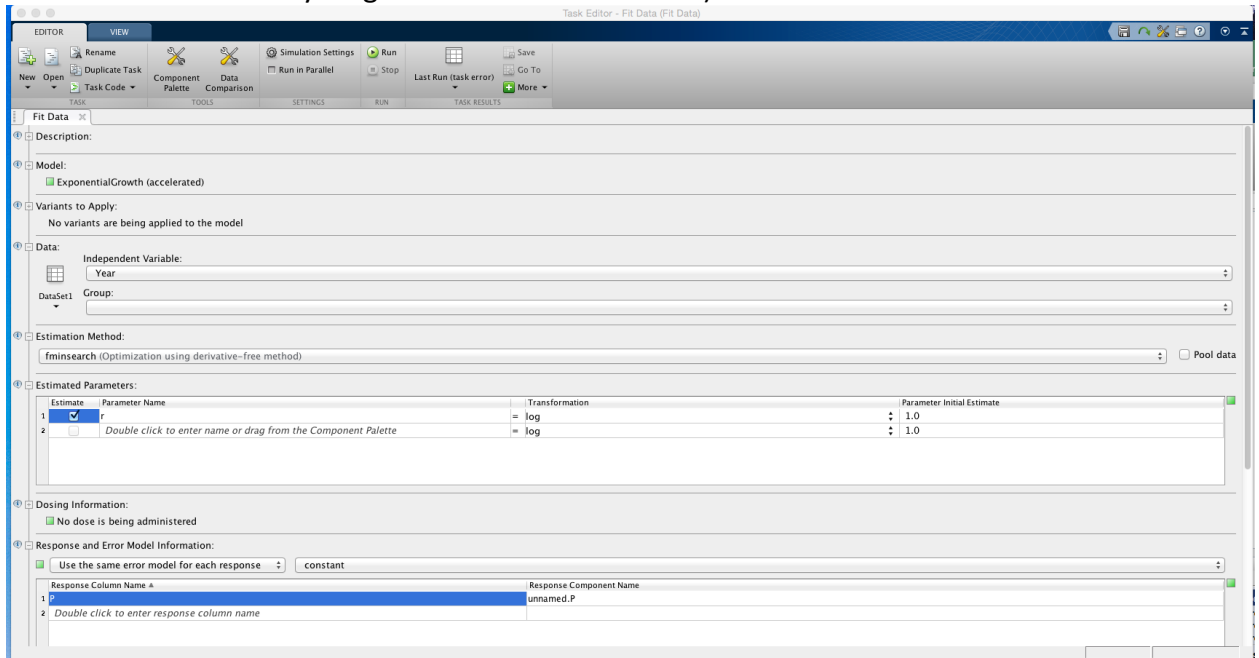 Task Editor - Fit Data (Fit Data)
EDITOR VIEW
New Open Rename Duplicate Task Task Code
Component Palette Data Comparison
Simulation Settings Run in Parallel
Run Stop
Last Run (task error) Save Go To More
TASK TOOLS SETTINGS RUN TASK RESULTS
Fit Data
Description:
Model:
ExponentialGrowth (accelerated)
Variants to Apply:
No variants are being applied to the model
Data:
Independent Variable:
Year
DataSet1 Group:
Estimation Method:
fminsearch (Optimization using derivative-free method) Pool data
Estimated Parameters:
Estimate Parameter Name Transformation Parameter Initial Estimate
1 r = log 1.0
2 Double click to enter name or drag from the Component Palette = log 1.0
Dosing Information:
No dose is being administered
Response and Error Model Information:
Use the same error model for each response constant
Response Column Name Response Component Name
1 P unnamed.P
2 Double click to enter response column name